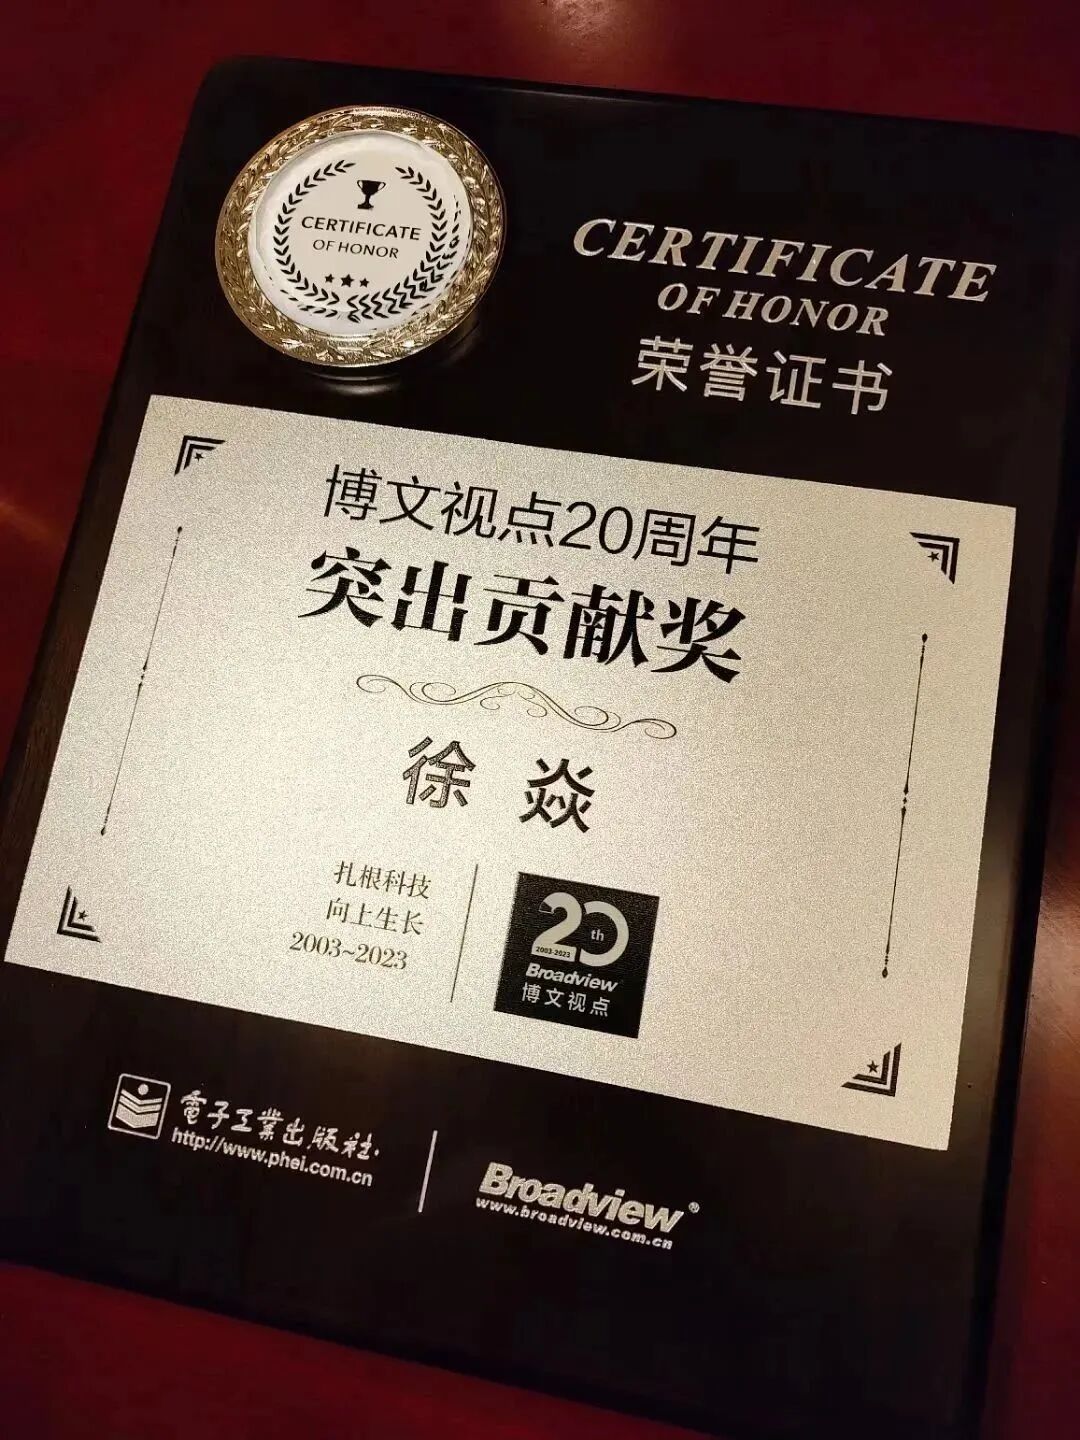 CERTIFICATE
OF HONOR
CERTIFICATE
OF HONOR
荣誉证书
博文视点20周年
突出贡献奖
徐 焱
扎根科技
向上生长
2003~2023
20th
2003-2023
Broadview
博文视点
電子工業出版社.
http://www.phei.com.cn
Broadview®
www.broadview.com.cn